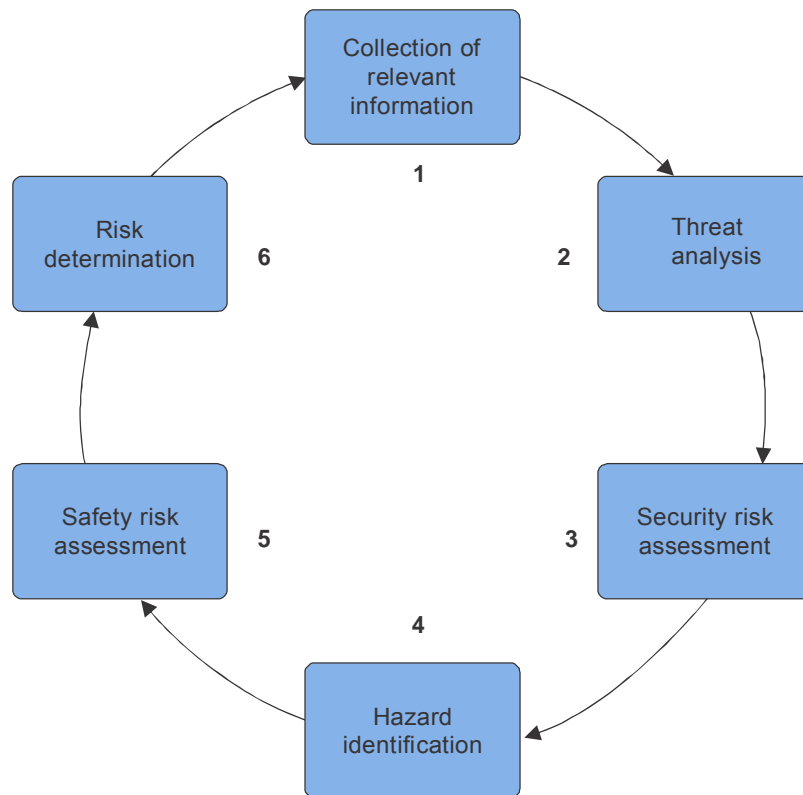 Collection of
relevant
information
1
Threat
analysis
2
Security risk
assessment
3
Hazard
identification
4
Safety risk
assessment
5
Risk
determination
6